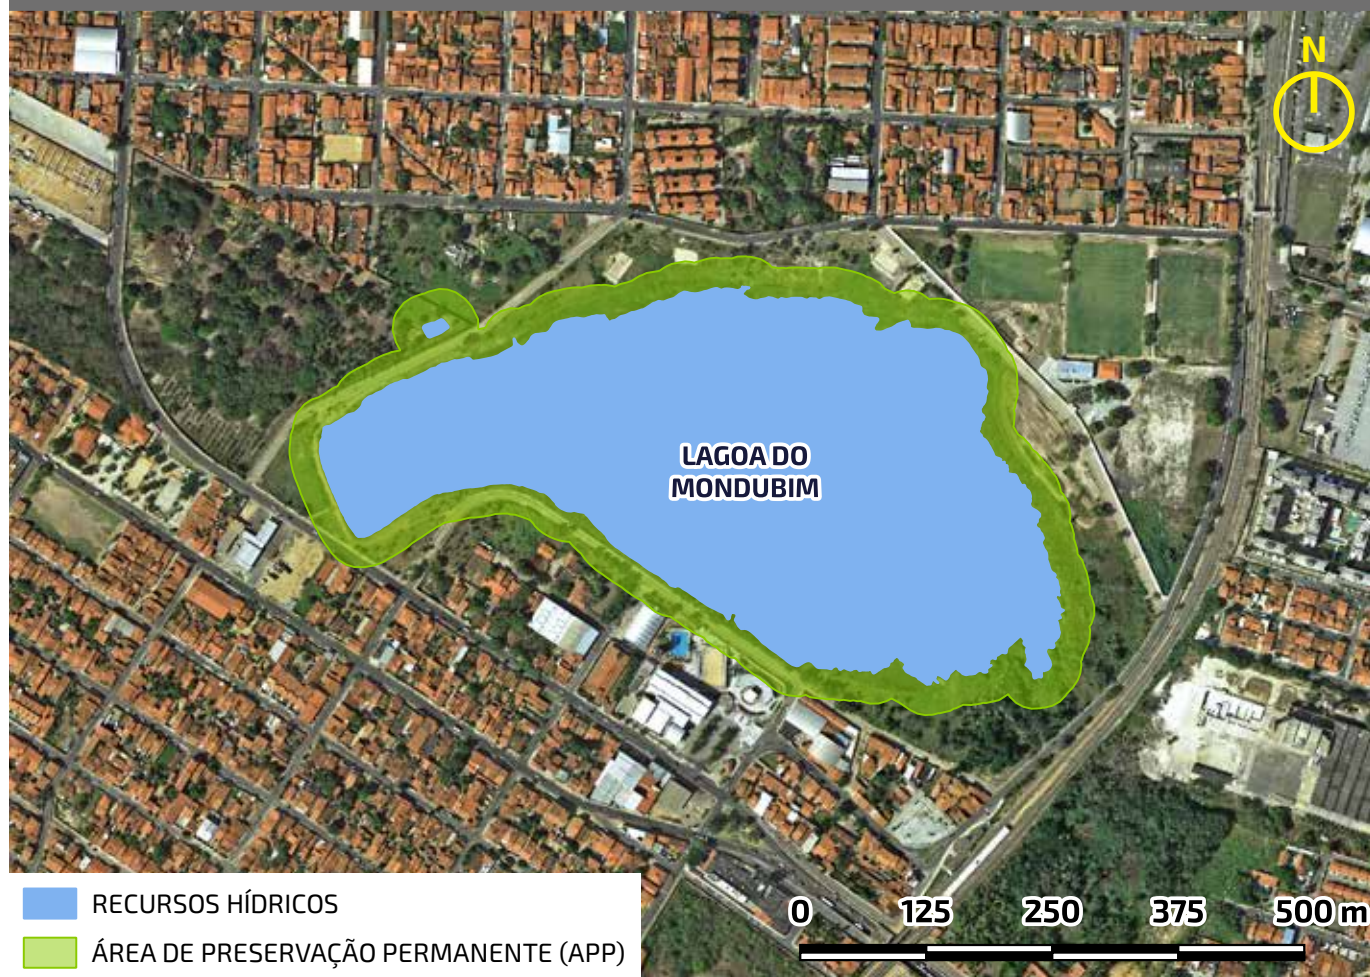 N
LAGOA DO
MONDUBIM
RECURSOS HÍDRICOS
ÁREA DE PRESERVAÇÃO PERMANENTE (APP)
0 125 250 375 500 m